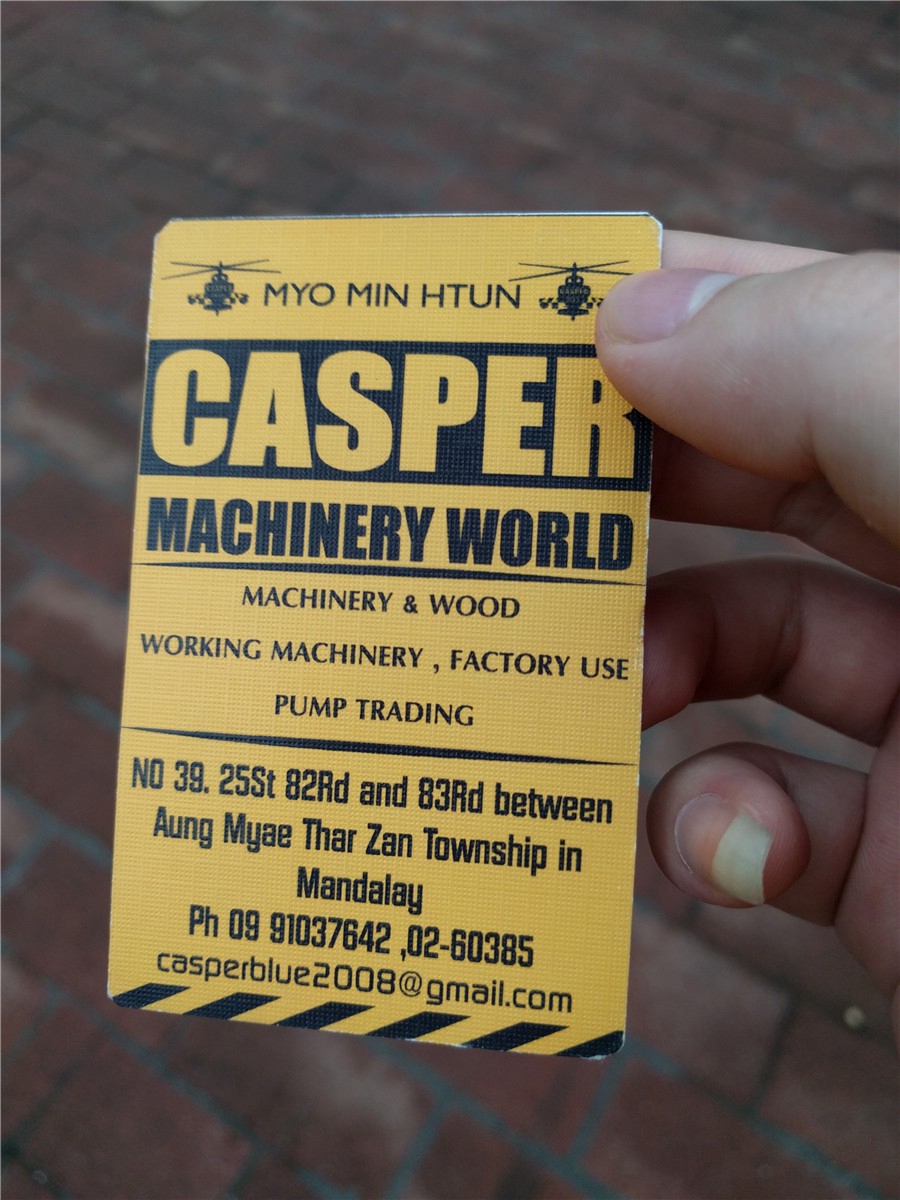 MYO MIN HTUN
CASPER
MACHINERY WORLD
MACHINERY & WOOD
WORKING MACHINERY , FACTORY USE
PUMP TRADING
NO 39. 25St 82Rd and 83Rd between
Aung Myae Thar Zan Township in
Mandalay
Ph 09 91037642 ,02-60385
casperblue2008@gmail.com